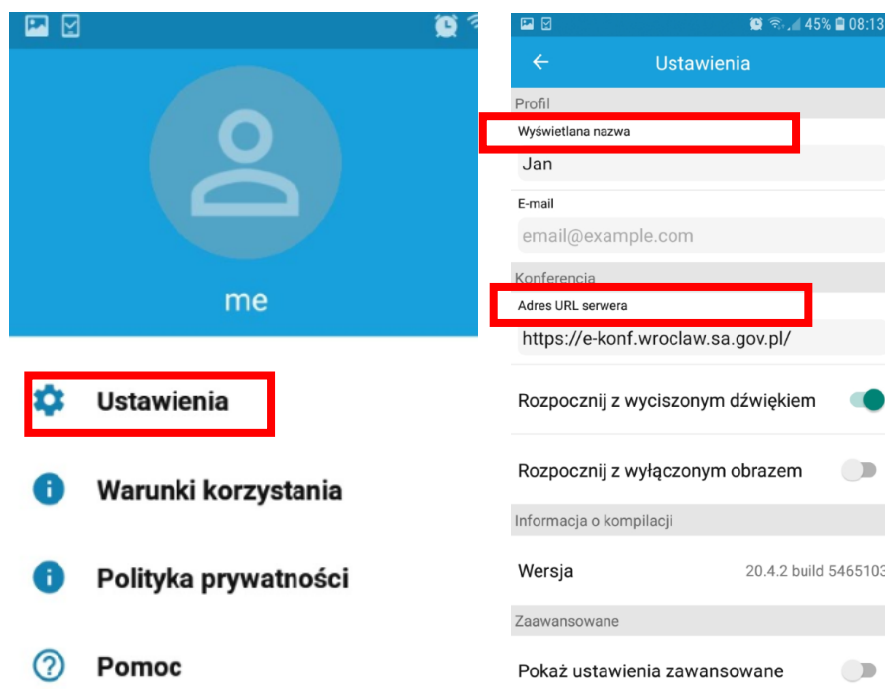 me
Ustawienia
Warunki korzystania
Polityka prywatności
Pomoc
45% 08:13
Ustawienia
Profil
Wyświetlana nazwa
Jan
E-mail
email@example.com
Konferencja
Adres URL serwera
https://e-konf.wroclaw.sa.gov.pl/
Rozpocznij z wyciszonym dźwiękiem
Rozpocznij z wyłączonym obrazem
Informacja o kompilacji
Wersja 20.4.2 build 5465103
Zaawansowane
Pokaż ustawienia zawansowane